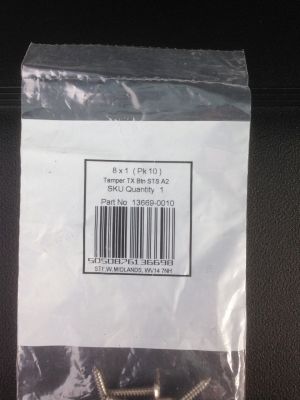 8 x 1 ( Pk 10 )
Tamper TX Btn STS A2
SKU Quantity 1
Part No 13669-0010
5050876136698
STF,W.MIDLANDS, WV14 7NH